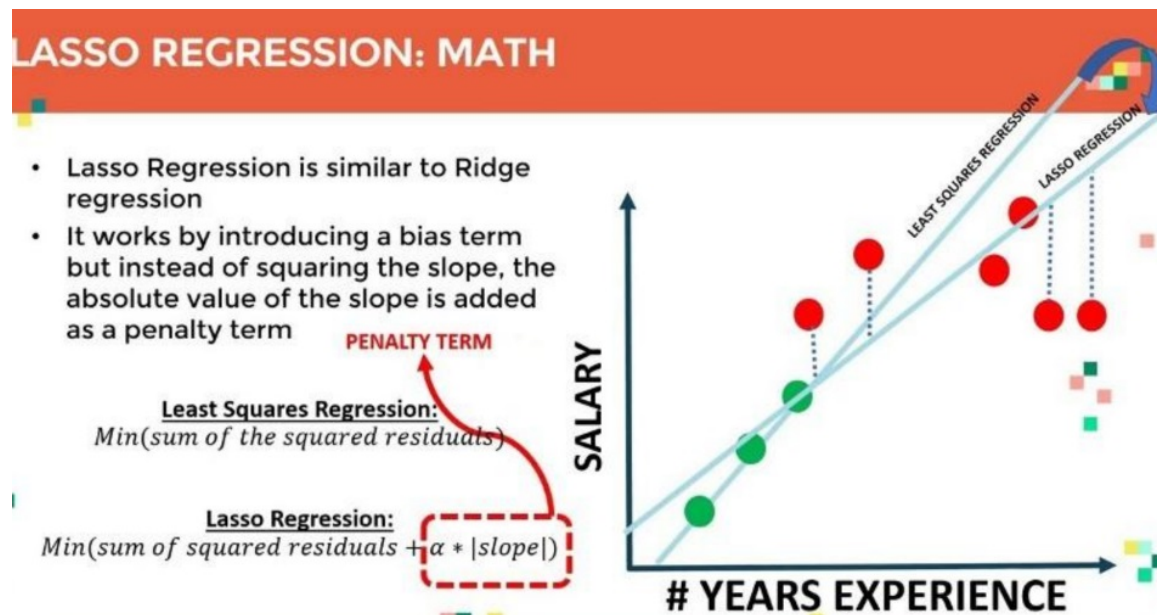 LASSO REGRESSION: MATH
• Lasso Regression is similar to Ridge
regression
• It works by introducing a bias term
but instead of squaring the slope, the
absolute value of the slope is added
as a penalty term
PENALTY TERM
Least Squares Regression:
Min(sum of the squared residuals)
Lasso Regression:
Min(sum of squared residuals + α * |slope|)
LEAST SQUARES REGRESSION
LASSO REGRESSION
SALARY
# YEARS EXPERIENCE